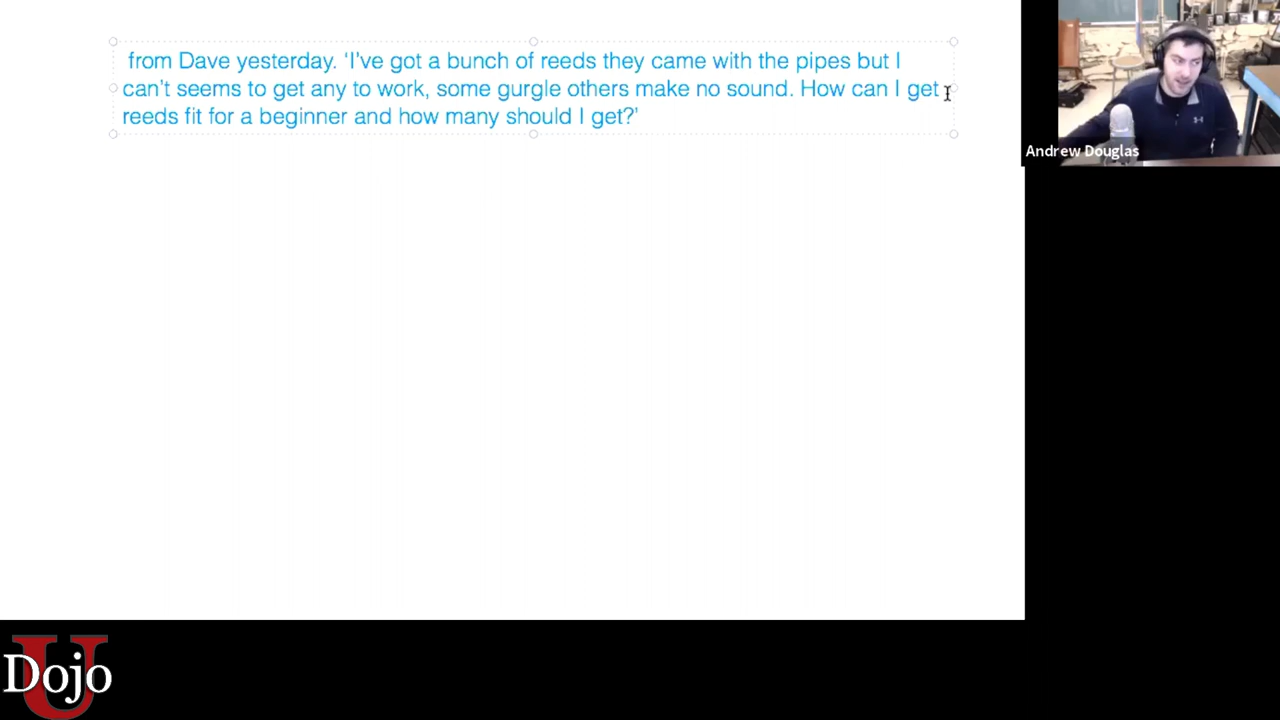 from Dave yesterday. ‘I’ve got a bunch of reeds they came with the pipes but I
can’t seems to get any to work, some gurgle others make no sound. How can I get
reeds fit for a beginner and how many should I get?’
Andrew Douglas
Dojo
U